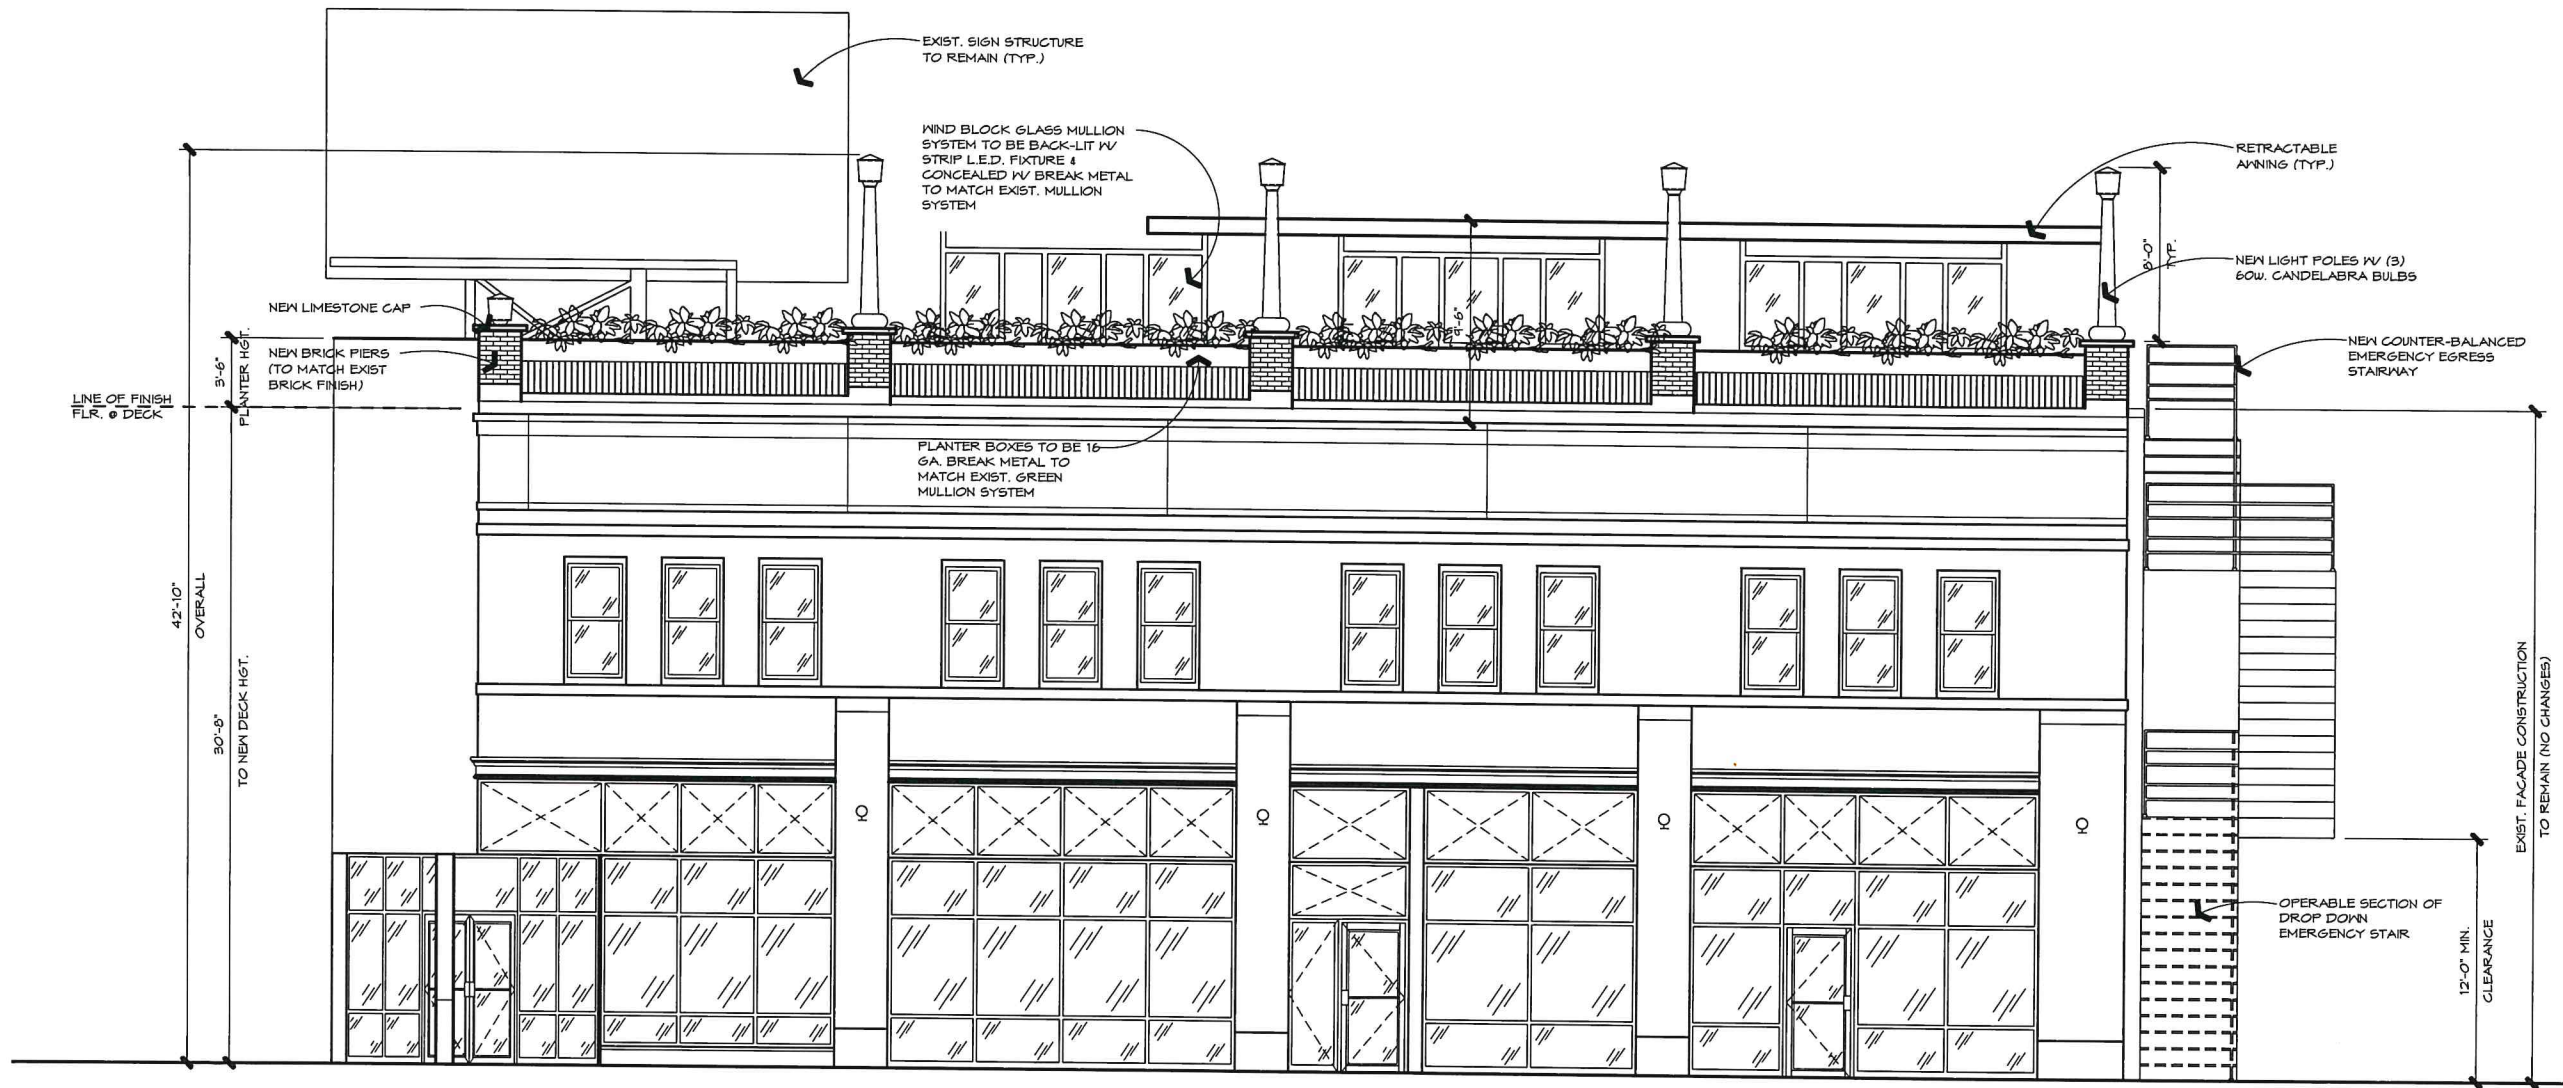 EXIST. SIGN STRUCTURE
TO REMAIN (TYP.)
WIND BLOCK GLASS MULLION
SYSTEM TO BE BACK-LIT W/
STRIP L.E.D. FIXTURE &
CONCEALED W/ BREAK METAL
TO MATCH EXIST. MULLION
SYSTEM
RETRACTABLE
AWNING (TYP.)
8'-0"
TYP.
NEW LIGHT POLES W/ (3)
60W. CANDELABRA BULBS
NEW LIMESTONE CAP
NEW BRICK PIERS
(TO MATCH EXIST
BRICK FINISH)
3'-6"
PLANTER HGT.
NEW COUNTER-BALANCED
EMERGENCY EGRESS
STAIRWAY
LINE OF FINISH
FLR. @ DECK
PLANTER BOXES TO BE 16
GA. BREAK METAL TO
MATCH EXIST. GREEN
MULLION SYSTEM
42'-10"
OVERALL
30'-8"
TO NEW DECK HGT.
EXIST. FACADE CONSTRUCTION
TO REMAIN (NO CHANGES)
OPERABLE SECTION OF
DROP DOWN
EMERGENCY STAIR
12'-0" MIN.
CLEARANCE